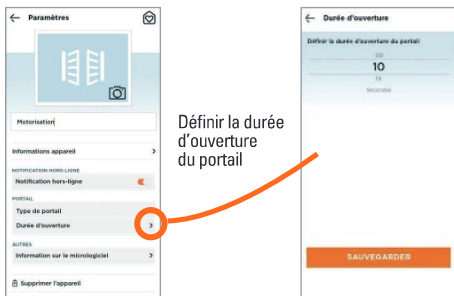 Paramètres
Motorisation
Informations appareil
NOTIFICATION HORS-LIGNE
Notification hors-ligne
PORTAIL
Type de portail
Durée d'ouverture
AUTRES
Information sur le micrologiciel
Supprimer l'appareil
Définir la durée
d'ouverture
du portail
Durée d'ouverture
Définir la durée d'ouverture du portail
10
Secondes
SAUVEGARDER